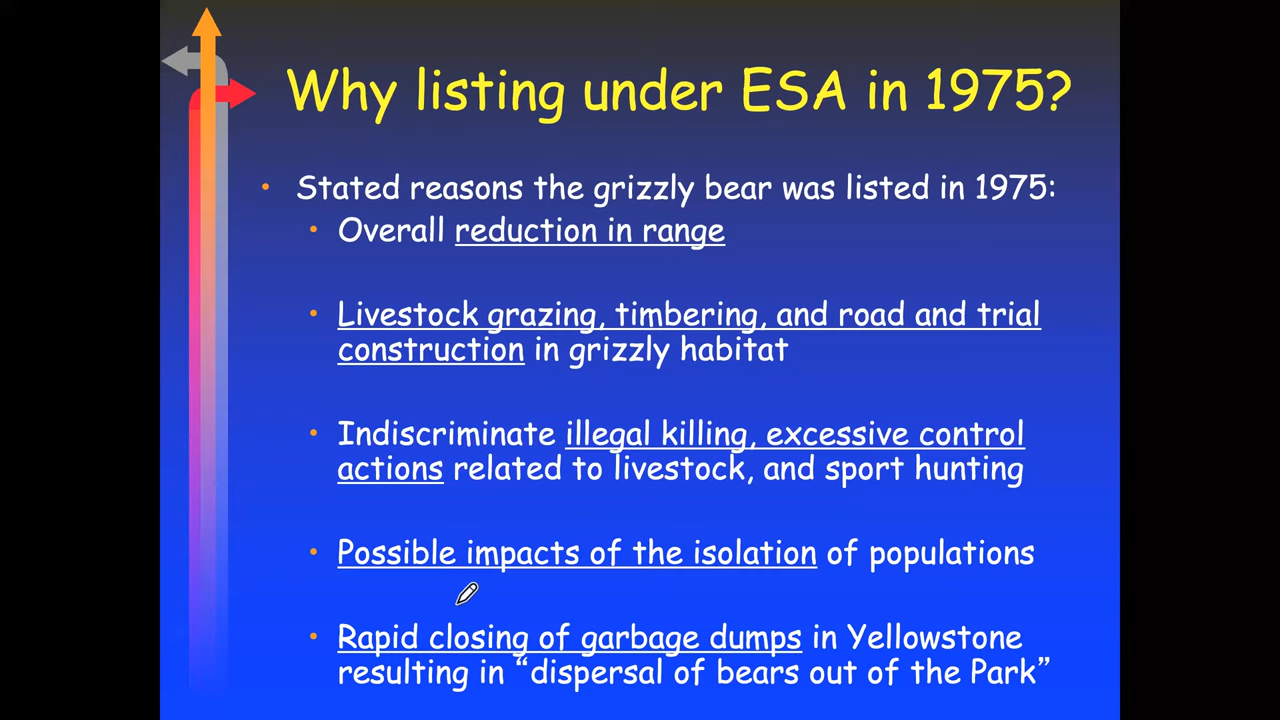 Why listing under ESA in 1975?
• Stated reasons the grizzly bear was listed in 1975:
• Overall reduction in range
• Livestock grazing, timbering, and road and trial
construction in grizzly habitat
• Indiscriminate illegal killing, excessive control
actions related to livestock, and sport hunting
• Possible impacts of the isolation of populations
• Rapid closing of garbage dumps in Yellowstone
resulting in “dispersal of bears out of the Park”